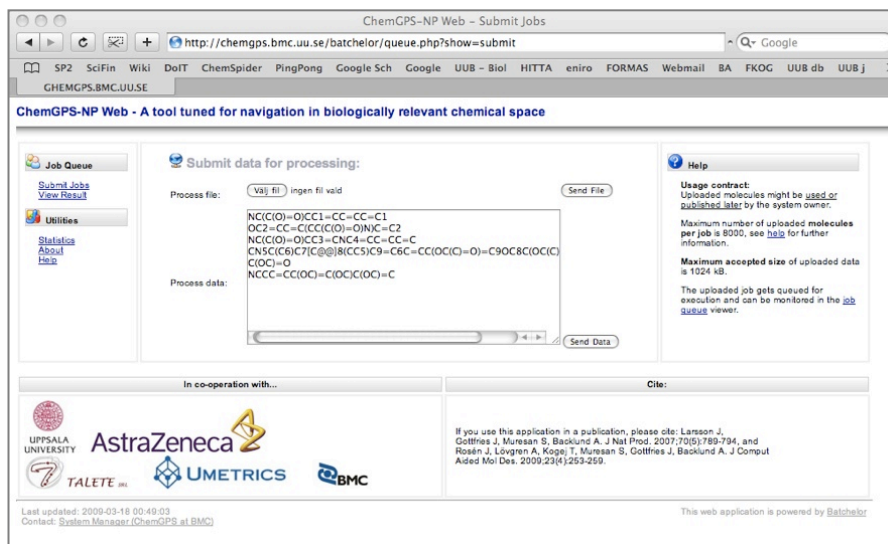 ChemGPS-NP Web – Submit Jobs
http://chemgps.bmc.uu.se/batchelor/queue.php?show=submit
Google
SP2 SciFin Wiki DoIT ChemSpider PingPong Google Sch Google UUB – Biol HITTA eniro FORMAS Webmail BA FKOG UUB db UUB j
GHEMGPS.BMC.UU.SE
ChemGPS-NP Web - A tool tuned for navigation in biologically relevant chemical space
Job Queue
Submit Jobs
View Result
Utilities
Statistics
About
Help
Submit data for processing:
Process file:
Välj fil
ingen fil vald
Send File
Process data:
NC(C(O)=O)CC1=CC=CC=C1
OC2=CC=C(CC(C(O)=O)N)C=C2
NC(C(O)=O)CC3=CNC4=CC=CC=C
CN5C(C6)C7[C@@]8(CC5)C9=C6C=CC(OC(C)=O)=C9OC8C(OC(C)
C(OC)=O
NCCC=CC(OC)=C(OC)C(OC)=C
Send Data
Help
Usage contract:
Uploaded molecules might be used or
published later by the system owner.
Maximum number of uploaded molecules
per job is 8000, see help for further
information.
Maximum accepted size of uploaded data
is 1024 kB.
The uploaded job gets queued for
execution and can be monitored in the job
queue viewer.
In co-operation with...
UPPSALA
UNIVERSITY
AstraZeneca
TALETE SRL
UMETRICS
BMC
Cite:
If you use this application in a publication, please cite: Larsson J,
Gottfries J, Muresan S, Backlund A. J Nat Prod. 2007;70(5):789-794, and
Rosén J, Lövgren A, Kogej T, Muresan S, Gottfries J, Backlund A. J Comput
Aided Mol Des. 2009;23(4):253-259.
Last updated: 2009-03-18 00:49:03
Contact: System Manager (ChemGPS at BMC)
This web application is powered by Batchelor